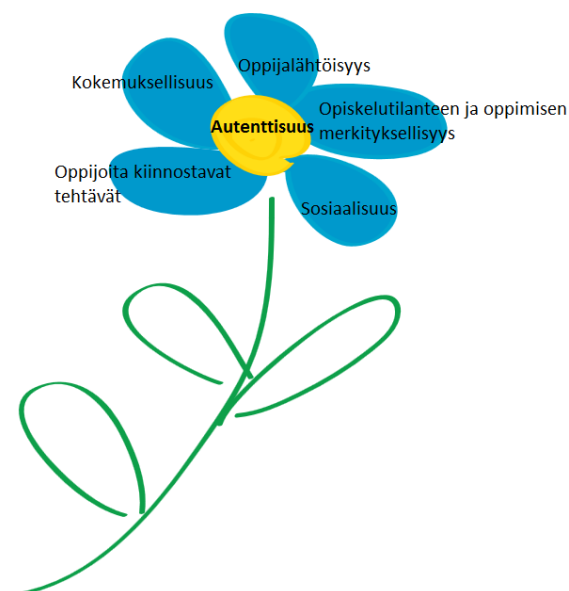 Oppijalähtöisyys
Kokemuksellisuus
Opiskelutilanteen ja oppimisen
merkityksellisyys
Autenttisuus
Oppijoita kiinnostavat
tehtävät
Sosiaalisuus